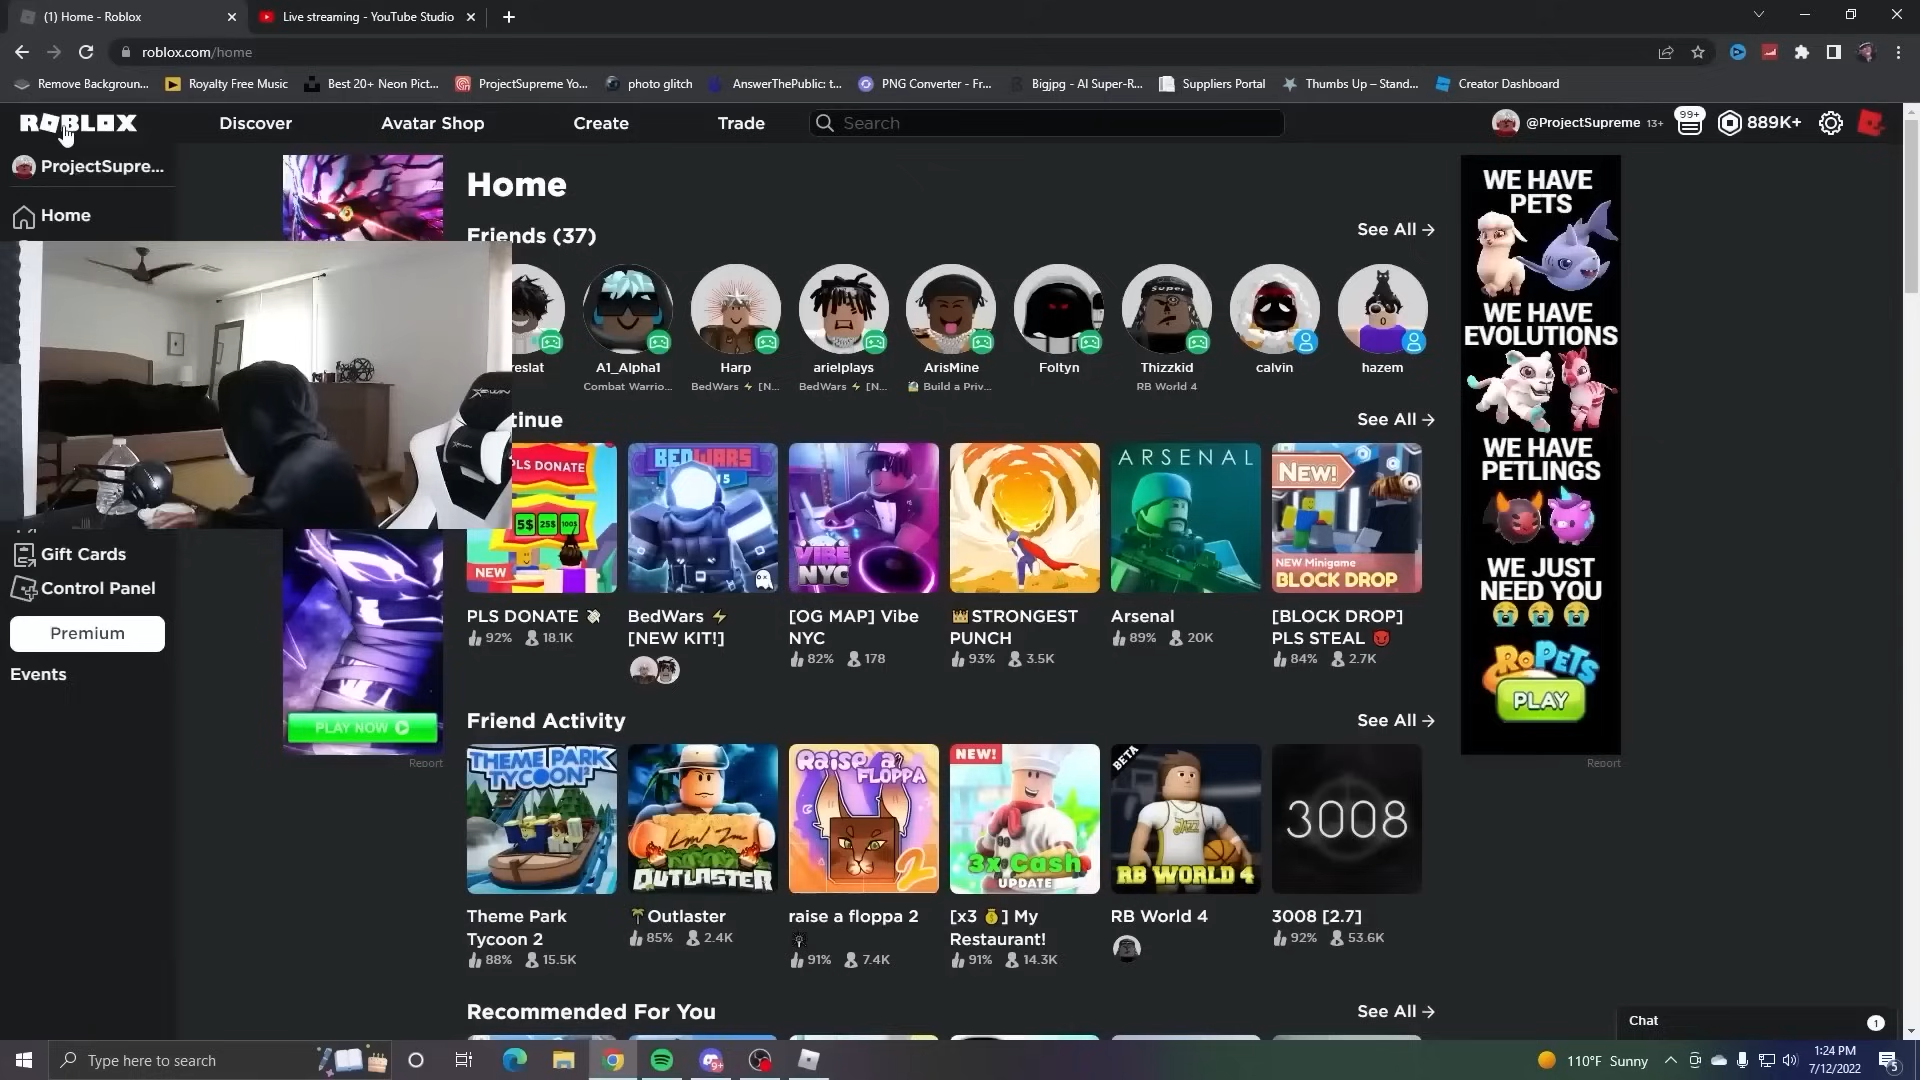 (1) Home - Roblox
Live streaming - YouTube Studio
roblox.com/home
Remove Backgroun...
Royalty Free Music
Best 20+ Neon Pict...
ProjectSupreme Yo...
photo glitch
AnswerThePublic: t...
PNG Converter - Fr...
Bigjpg - AI Super-R...
Suppliers Portal
Thumbs Up – Stand...
Creator Dashboard
ROBLOX
Discover
Avatar Shop
Create
Trade
Search
@ProjectSupreme 13+
99+
889K+
ProjectSupre...
Home
Gift Cards
Control Panel
Premium
Events
PLAY NOW
Report
Home
Friends (37)
See All →
reslat
A1_Alpha1
Combat Warrio...
Harp
BedWars ⚡ [N...
arielplays
BedWars ⚡ [N...
ArisMine
Build a Priv...
Foltyn
Super
Thizzkid
RB World 4
calvin
hazem
tinue
See All →
PLS DONATE
5$ 25$ 100$
NEW
BEDWARS
VIBE
NYC
ARSENAL
NEW!
NEW Minigame
BLOCK DROP
PLS DONATE 💸
92% 18.1K
BedWars ⚡
[NEW KIT!]
[OG MAP] Vibe
NYC
82% 178
👑STRONGEST
PUNCH
93% 3.5K
Arsenal
89% 20K
[BLOCK DROP]
PLS STEAL 😈
84% 2.7K
Friend Activity
See All →
THEME PARK
TYCOON 2
OUTLASTER
Raise a
FLOPPA
2
NEW!
3x Cash
UPDATE
BETA
JAZZ
RB WORLD 4
3008
Theme Park
Tycoon 2
88% 15.5K
🌴Outlaster
85% 2.4K
raise a floppa 2
91% 7.4K
[x3 💰] My
Restaurant!
91% 14.3K
RB World 4
3008 [2.7]
92% 53.6K
Recommended For You
See All →
WE HAVE
PETS
WE HAVE
EVOLUTIONS
WE HAVE
PETLINGS
WE JUST
NEED YOU
😭 😭 😭
ROPETS
PLAY
Report
Chat
1
Type here to search
9+
110°F Sunny
1:24 PM
7/12/2022
5